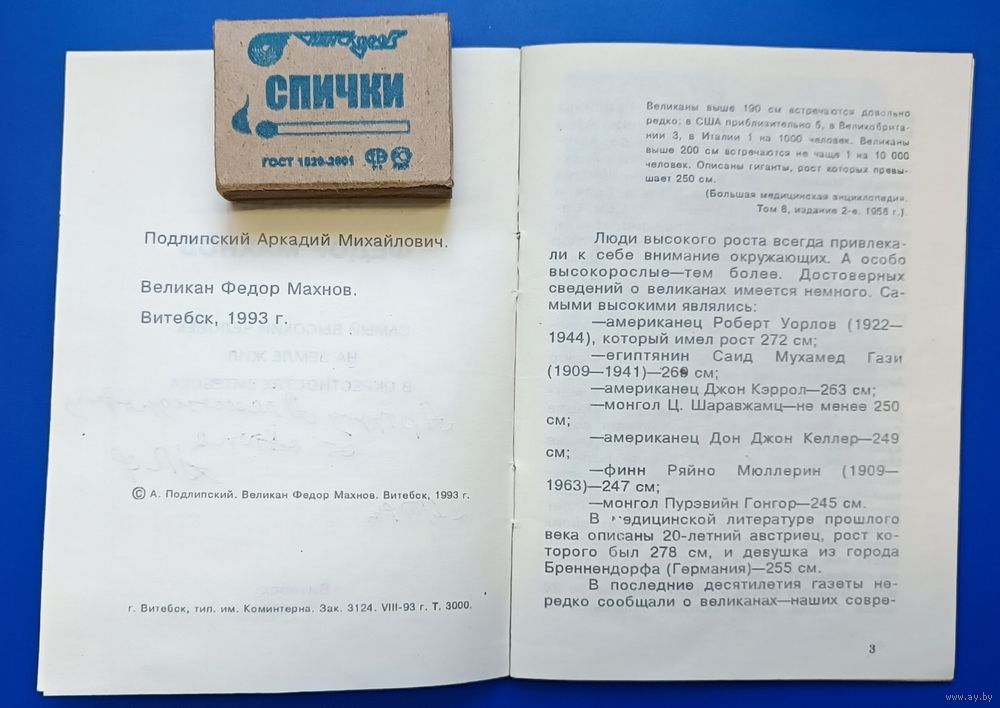 СПИЧКИ
ГОСТ 1820-2001
Подлипский Аркадий Михайлович.
Великан Федор Махнов.
Витебск, 1993 г.
© А. Подлипский. Великан Федор Махнов. Витебск, 1993 г.
г. Витебск, тип. им. Коминтерна. Зак. 3124. VIII-93 г. Т. 3000.
Великаны выше 190 см встречаются довольно
редко: в США приблизительно 5, в Великобрита-
нии 3, в Италии 1 на 1000 человек. Великаны
выше 200 см встречаются не чаще 1 на 10 000
человек. Описаны гиганты, рост которых превы-
шает 250 см.
(Большая медицинская энциклопедия.
Том 6, издание 2-е. 1958 г.).
Люди высокого роста всегда привлека-
ли к себе внимание окружающих. А особо
высокорослые—тем более. Достоверных
сведений о великанах имеется немного. Са-
мыми высокими являлись:
—американец Роберт Уорлов (1922—
1944), который имел рост 272 см;
—египтянин Саид Мухамед Гази
(1909—1941)— см;
—американец Джон Кэррол—263 см;
—монгол Ц. Шаравжамц—не менее 250
см;
—американец Дон Джон Келлер—249
см;
—финн Ряйно Мюллерин (1909—
1963)—247 см;
—монгол Пурэвийн Гонгор—245 см.
В медицинской литературе прошлого
века описаны 20-летний австриец, рост ко-
торого был 278 см, и девушка из города
Бреннендорфа (Германия)—255 см.
В последние десятилетия газеты не-
редко сообщали о великанах—наших совре-
3
www.ay.by